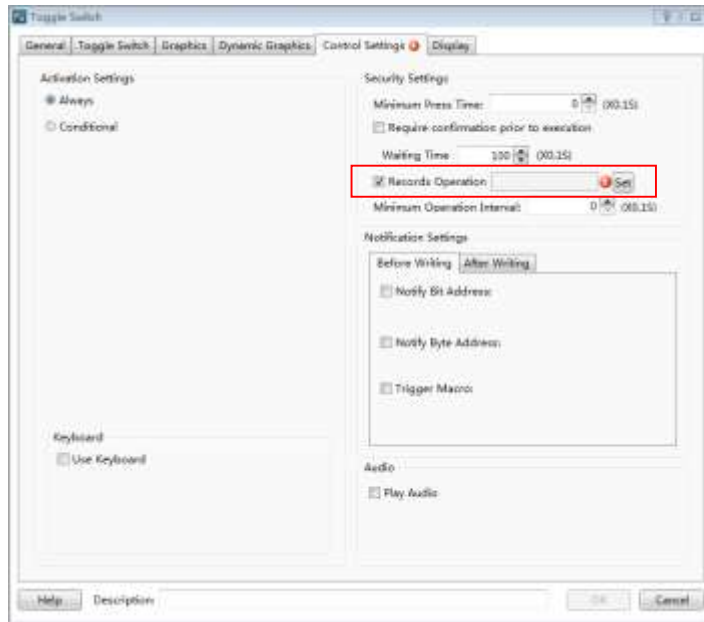 Toggle Switch
General Toggle Switch Graphics Dynamic Graphics Control Settings Display
Activation Settings
Always
Conditional
Keyboard
Use Keyboard
Security Settings
Minimum Press Time: 0 (X0.1S)
Require confirmation prior to execution
Waiting Time 100 (X0.1S)
Records Operation Set
Minimum Operation Interval: 0 (X0.1S)
Notification Settings
Before Writing After Writing
Notify Bit Address:
Notify Byte Address:
Trigger Macro:
Audio
Play Audio
Help Description OK Cancel